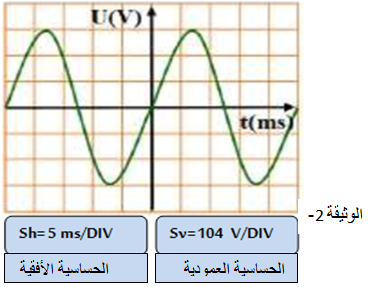 U(V)
t(ms)
الوثيقة 2-
Sh= 5 ms/DIV
Sv=104 V/DIV
الحساسية الأفقية
الحساسية العمودية